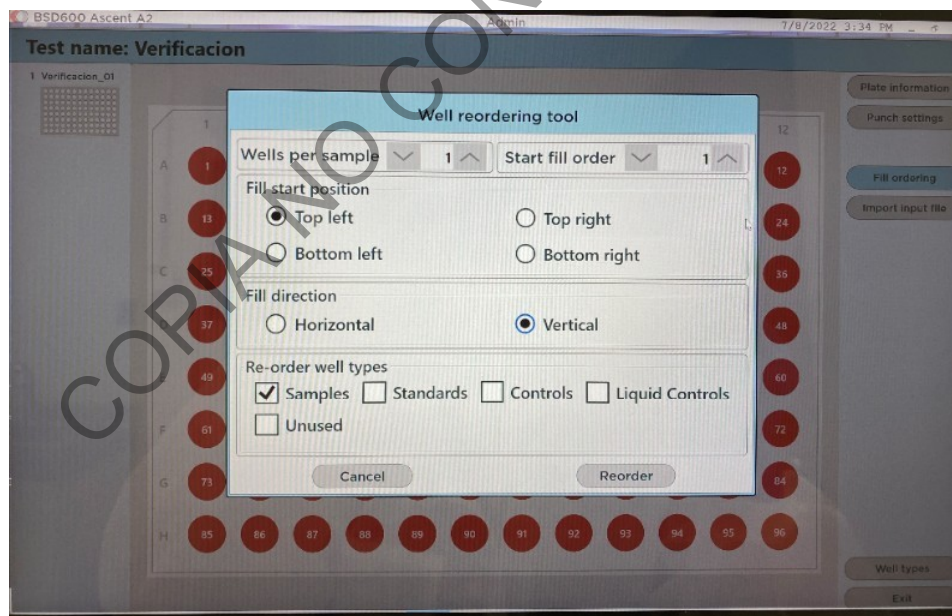 BSD600 Ascent A2 Admin 7/8/2022 3:34 PM
Test name: Verificacion
1 Verificacion_01
Plate information
Punch settings
Fill ordering
Import input file
Well reordering tool
Wells per sample 1 Start fill order 1
Fill start position
Top left Top right
Bottom left Bottom right
Fill direction
Horizontal Vertical
Re-order well types
Samples Standards Controls Liquid Controls
Unused
Cancel Reorder
1 12
A 1 12
B 13 24
C 25 36
37 48
49 60
F 61 72
G 73 84
H 85 86 87 88 89 90 91 92 93 94 95 96
Well types
Exit
COPIA NO CO